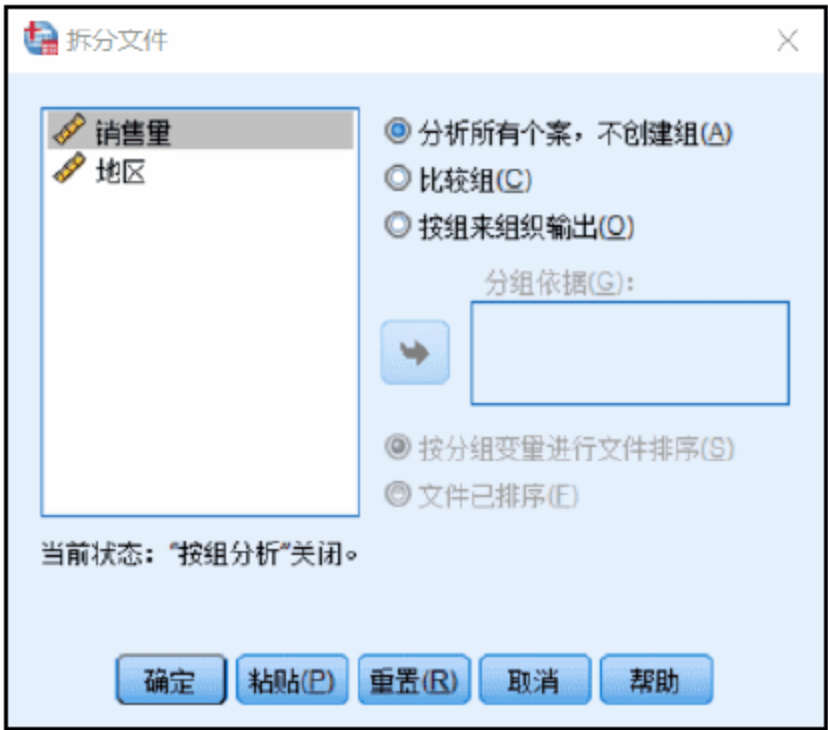 拆分文件
销售量
地区
分析所有个案，不创建组(A)
比较组(C)
按组来组织输出(O)
分组依据(G)：
按分组变量进行文件排序(S)
文件已排序(F)
当前状态："按组分析"关闭。
确定 粘贴(P) 重置(R) 取消 帮助